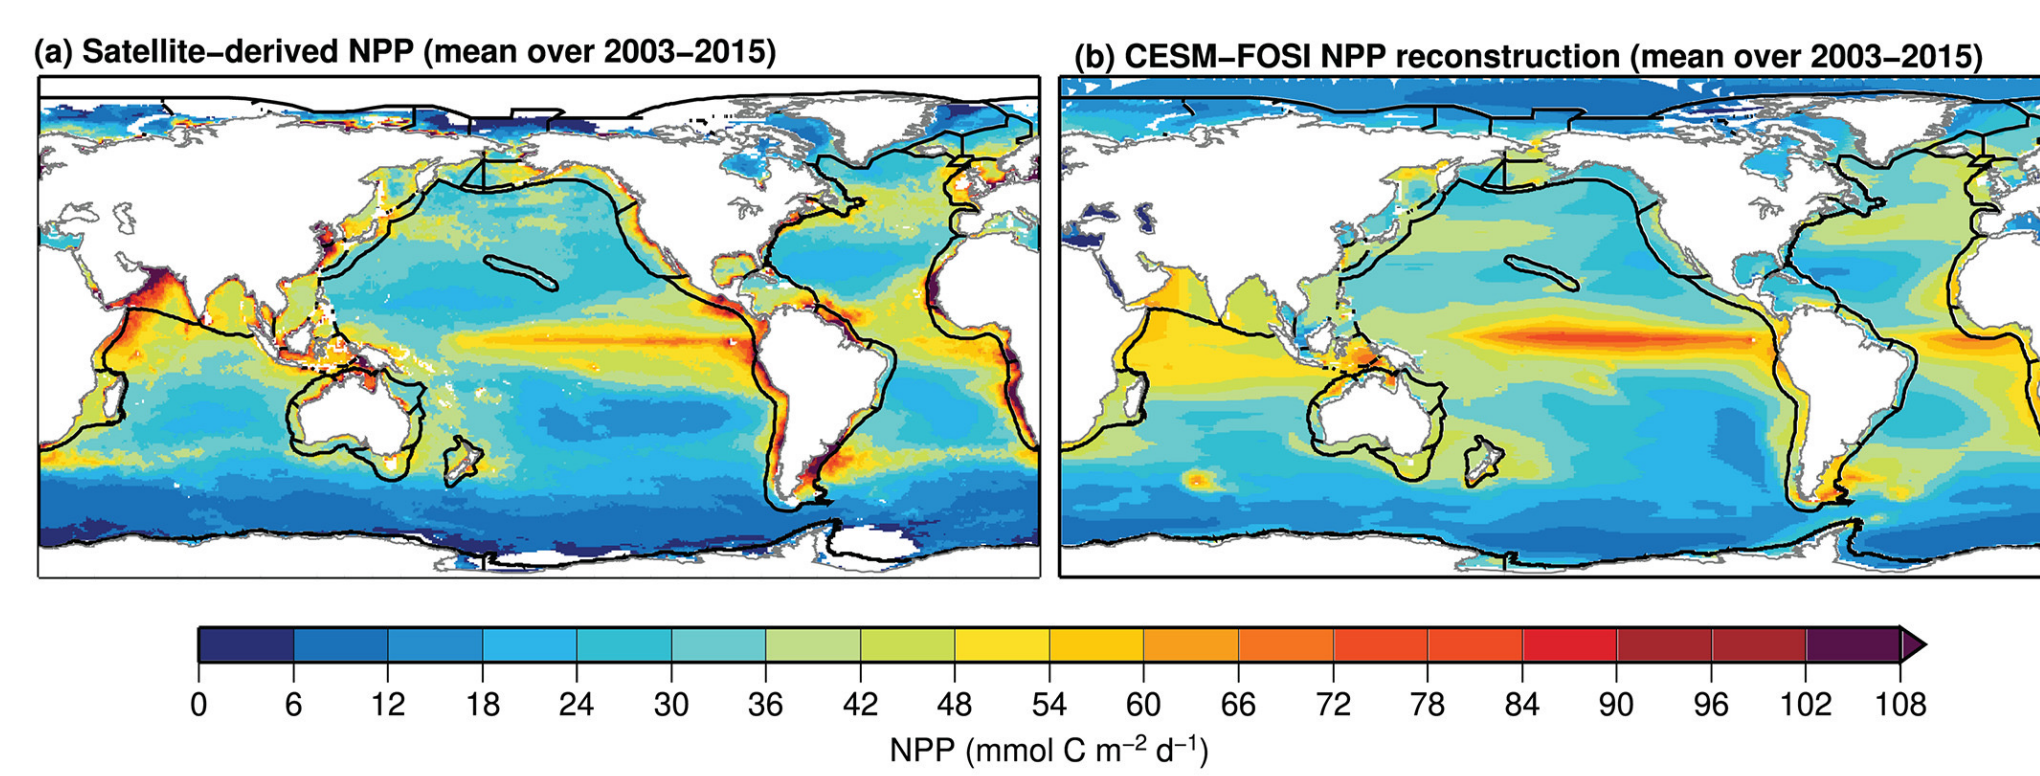 (a) Satellite−derived NPP (mean over 2003−2015)
(b) CESM−FOSI NPP reconstruction (mean over 2003−2015)
0 6 12 18 24 30 36 42 48 54 60 66 72 78 84 90 96 102 108
NPP (mmol C m⁻² d⁻¹)